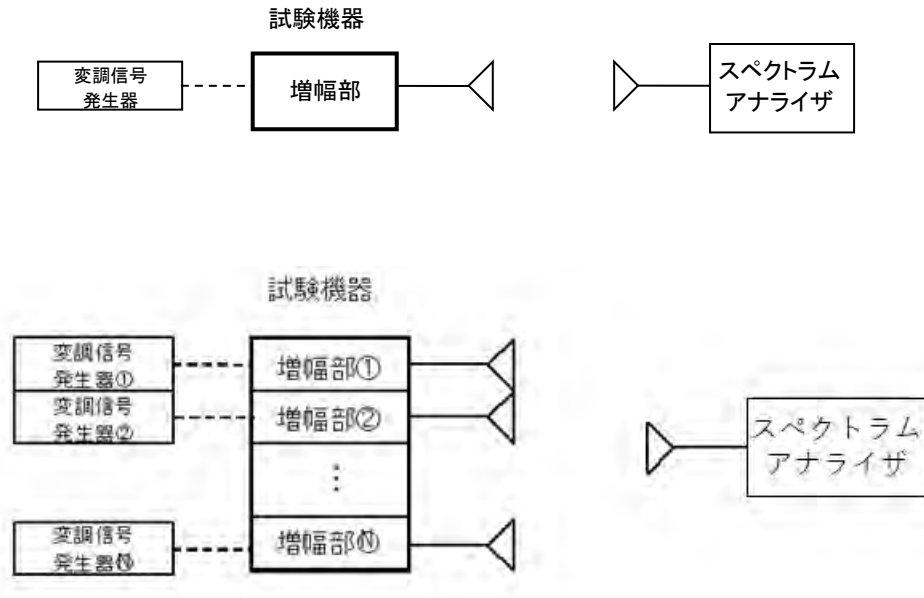 試験機器
変調信号
発生器
増幅部
スペクトラム
アナライザ
試験機器
変調信号
発生器①
増幅部①
変調信号
発生器②
増幅部②
⋮
変調信号
発生器Ⓝ
増幅部Ⓝ
スペクトラム
アナライザ